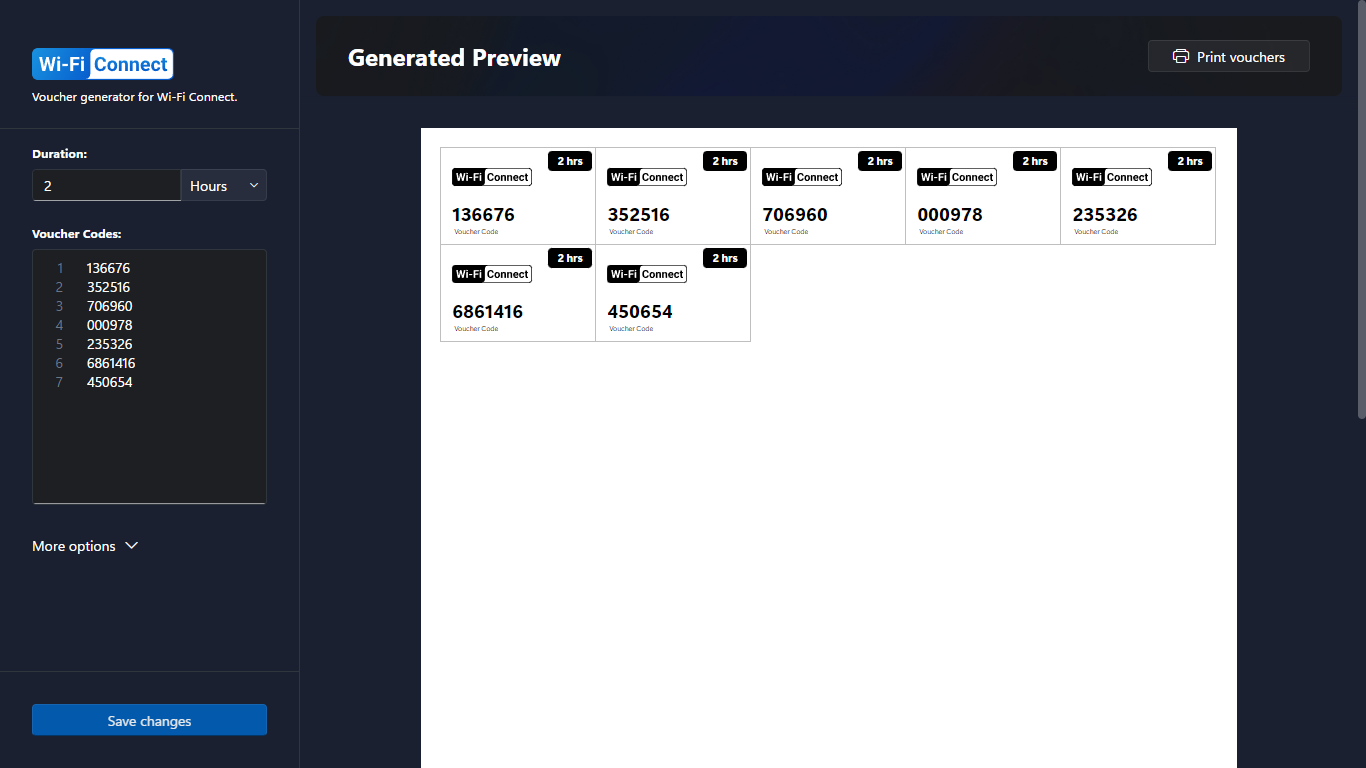 Wi-Fi Connect
Voucher generator for Wi-Fi Connect.
Duration:
2 Hours
Voucher Codes:
1 136676
2 352516
3 706960
4 000978
5 235326
6 6861416
7 450654
More options
Save changes
Generated Preview
Print vouchers
2 hrs 2 hrs 2 hrs 2 hrs 2 hrs
Wi-Fi Connect Wi-Fi Connect Wi-Fi Connect Wi-Fi Connect Wi-Fi Connect
136676 352516 706960 000978 235326
Voucher Code Voucher Code Voucher Code Voucher Code Voucher Code
2 hrs 2 hrs
Wi-Fi Connect Wi-Fi Connect
6861416 450654
Voucher Code Voucher Code